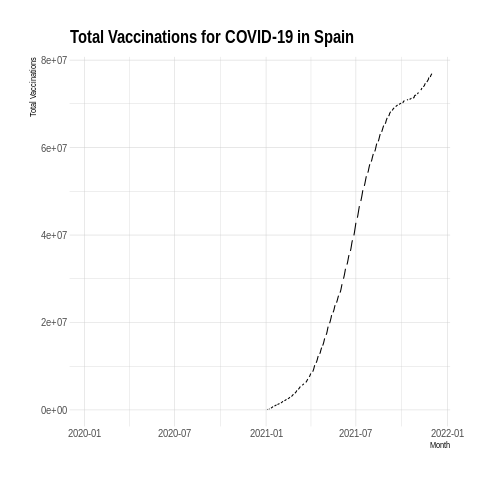 Total Vaccinations for COVID-19 in Spain
Total Vaccinations
8e+07
6e+07
4e+07
2e+07
0e+00
2020-01 2020-07 2021-01 2021-07 2022-01
Month